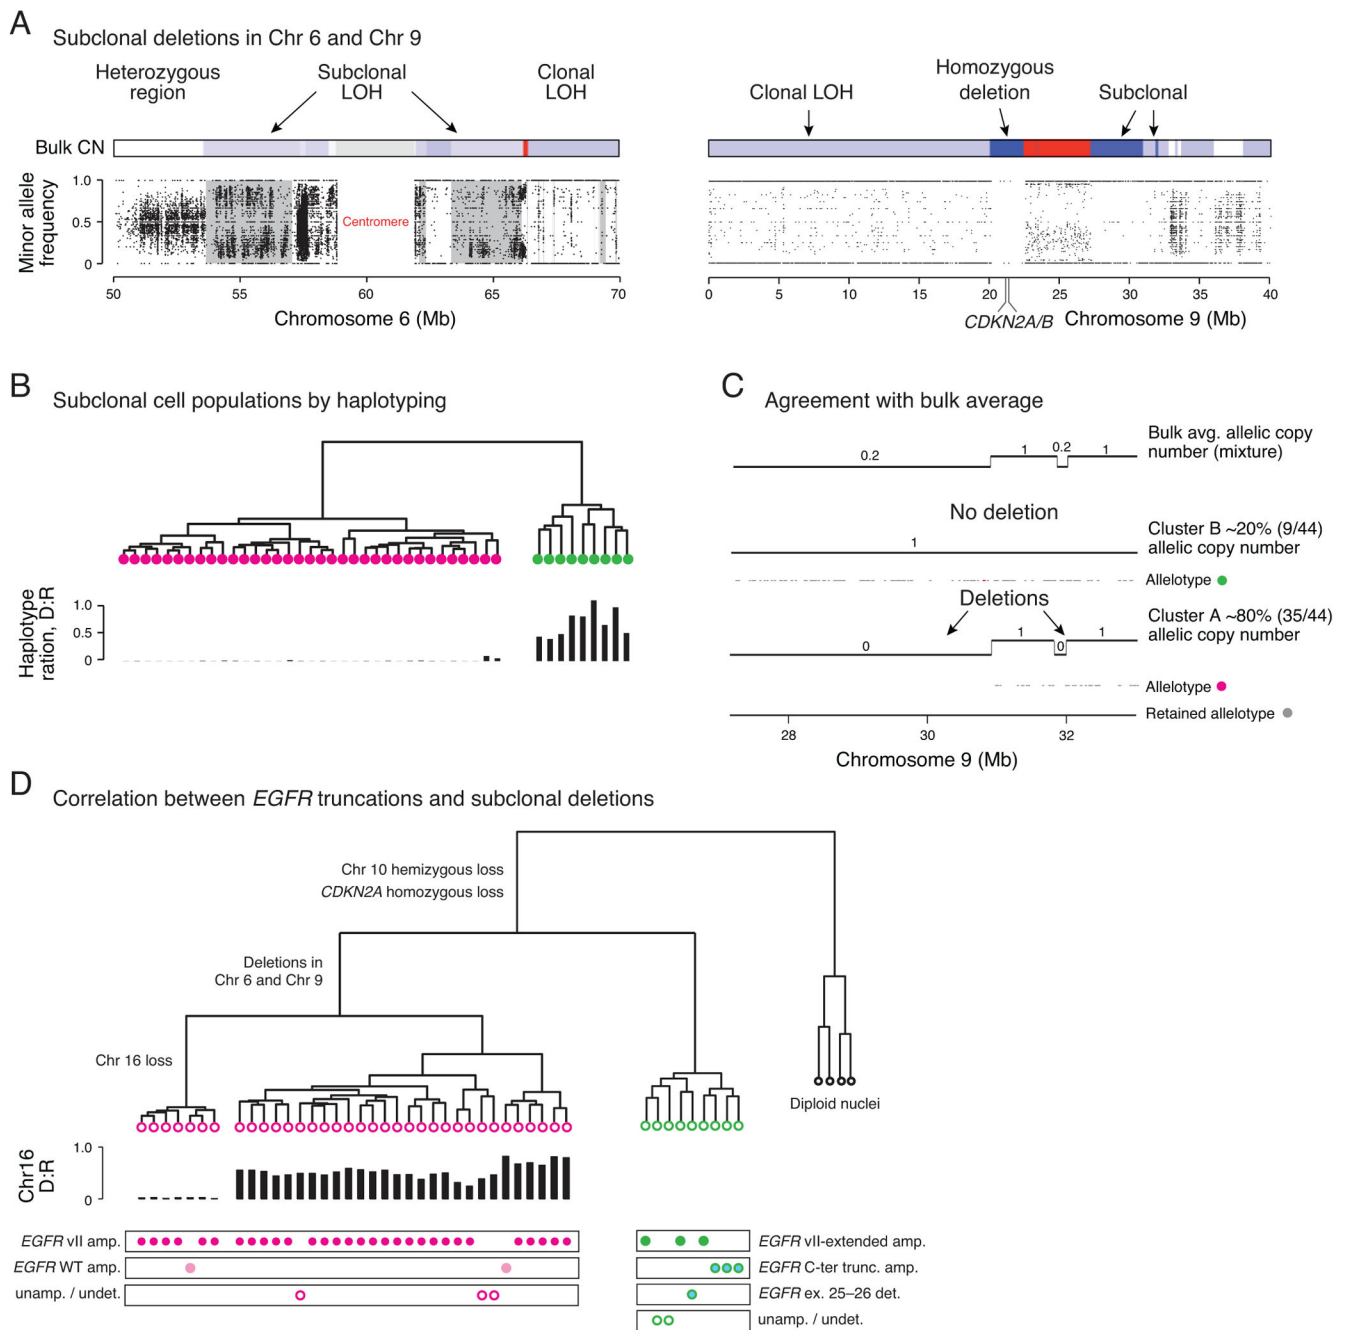 A
Subclonal deletions in Chr 6 and Chr 9
Heterozygous
region
Subclonal
LOH
Clonal
LOH
Clonal LOH
Homozygous
deletion
Subclonal
Bulk CN
Minor allele
frequency
1.0
0.5
0
Centromere
50
55
60
65
70
Chromosome 6 (Mb)
0
5
10
15
20
25
30
35
40
CDKN2A/B
Chromosome 9 (Mb)
B
Subclonal cell populations by haplotyping
Haplotype
ration, D:R
1.0
0.5
0
C
Agreement with bulk average
0.2
1
0.2
1
Bulk avg. allelic copy
number (mixture)
No deletion
1
Cluster B ~20% (9/44)
allelic copy number
Allelotype
Deletions
0
1
0
1
Cluster A ~80% (35/44)
allelic copy number
Allelotype
Retained allelotype
28
30
32
Chromosome 9 (Mb)
D
Correlation between EGFR truncations and subclonal deletions
Chr 10 hemizygous loss
CDKN2A homozygous loss
Deletions in
Chr 6 and Chr 9
Chr 16 loss
Diploid nuclei
Chr16
D:R
1.0
0
EGFR vII amp.
EGFR WT amp.
unamp. / undet.
EGFR vII-extended amp.
EGFR C-ter trunc. amp.
EGFR ex. 25–26 det.
unamp. / undet.